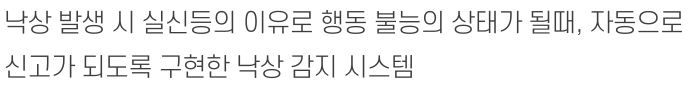 낙상 발생 시 실신등의 이유로 행동 불능의 상태가 될때, 자동으로
신고가 되도록 구현한 낙상 감지 시스템